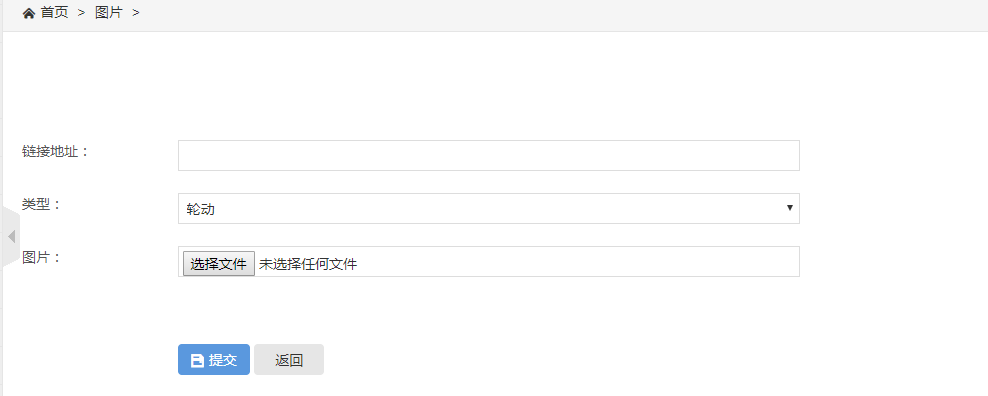 首页 > 图片 >
链接地址：
类型： 轮动
图片： 选择文件 未选择任何文件
提交 返回